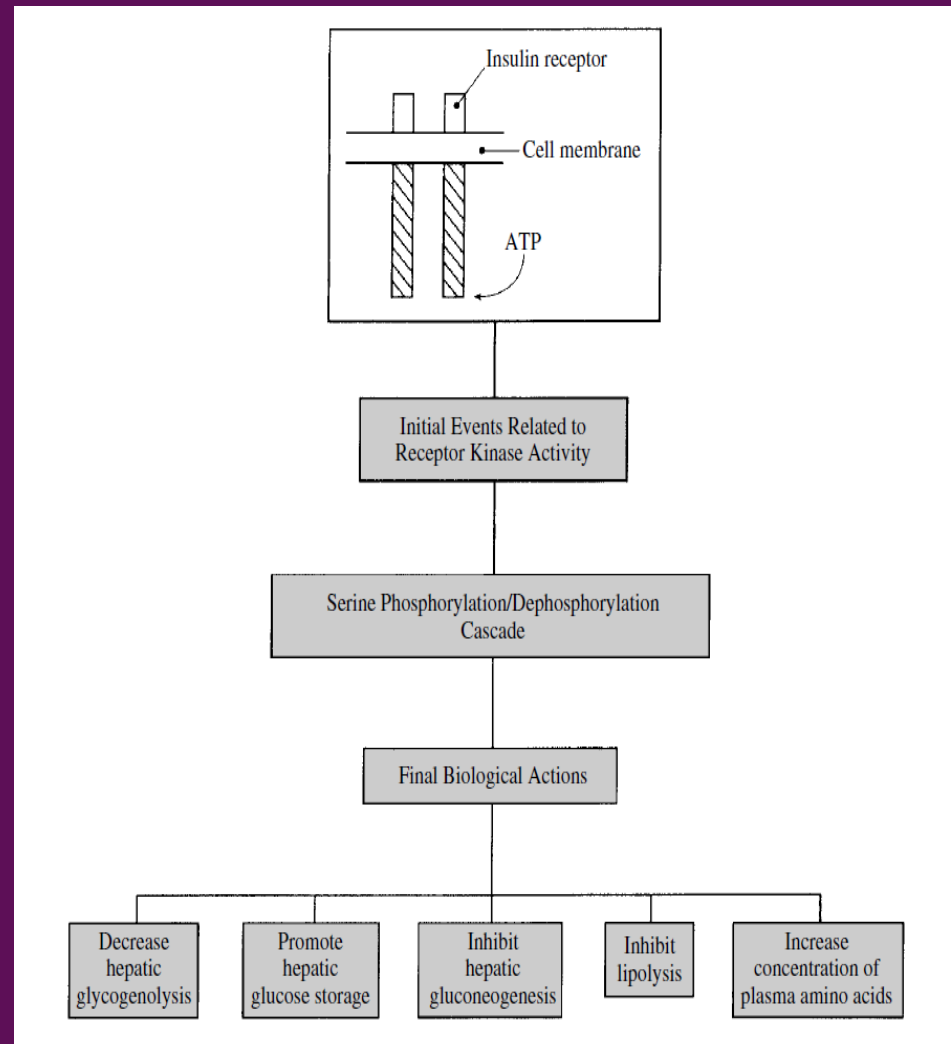 Insulin receptor
Cell membrane
ATP
Initial Events Related to
Receptor Kinase Activity
Serine Phosphorylation/Dephosphorylation
Cascade
Final Biological Actions
Decrease
hepatic
glycogenolysis
Promote
hepatic
glucose storage
Inhibit
hepatic
gluconeogenesis
Inhibit
lipolysis
Increase
concentration of
plasma amino acids